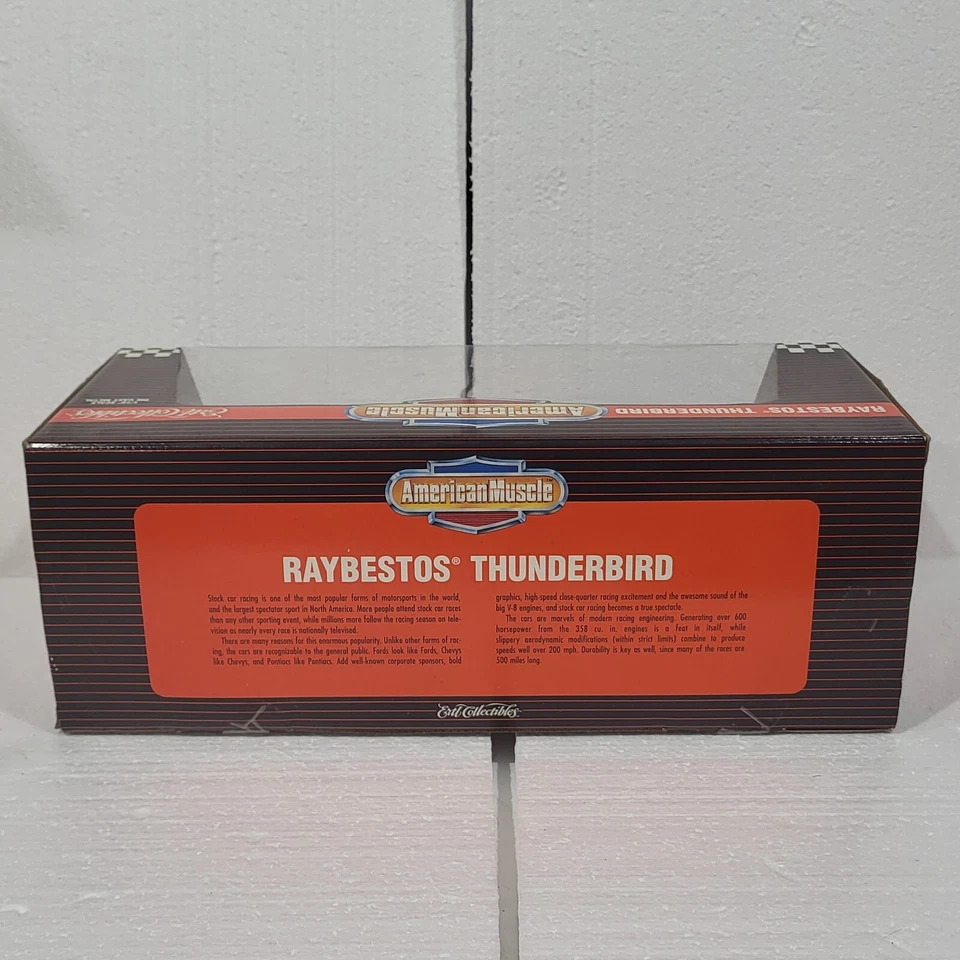 1:18 SCALE
DIE CAST METAL
Ertl Collectibles
AmericanMuscle
RAYBESTOS® THUNDERBIRD
AmericanMuscle
RAYBESTOS® THUNDERBIRD
Stock car racing is one of the most popular forms of motorsports in the world,
and the largest spectator sport in North America. More people attend stock car races
than any other sporting event, while millions more follow the racing season on tele-
vision as nearly every race is nationally televised.
There are many reasons for this enormous popularity. Unlike other forms of rac-
ing, the cars are recognizable to the general public. Fords look like Fords, Chevys
like Chevys, and Pontiacs like Pontiacs. Add well-known corporate sponsors, bold
graphics, high-speed close-quarter racing excitement and the awesome sound of the
big V-8 engines, and stock car racing becomes a true spectacle.
The cars are marvels of modern racing engineering. Generating over 600
horsepower from the 358 cu. in. engines is a feat in itself, while
slippery aerodynamic modifications (within strict limits) combine to produce
speeds well over 200 mph. Durability is key as well, since many of the races are
500 miles long.
Ertl Collectibles